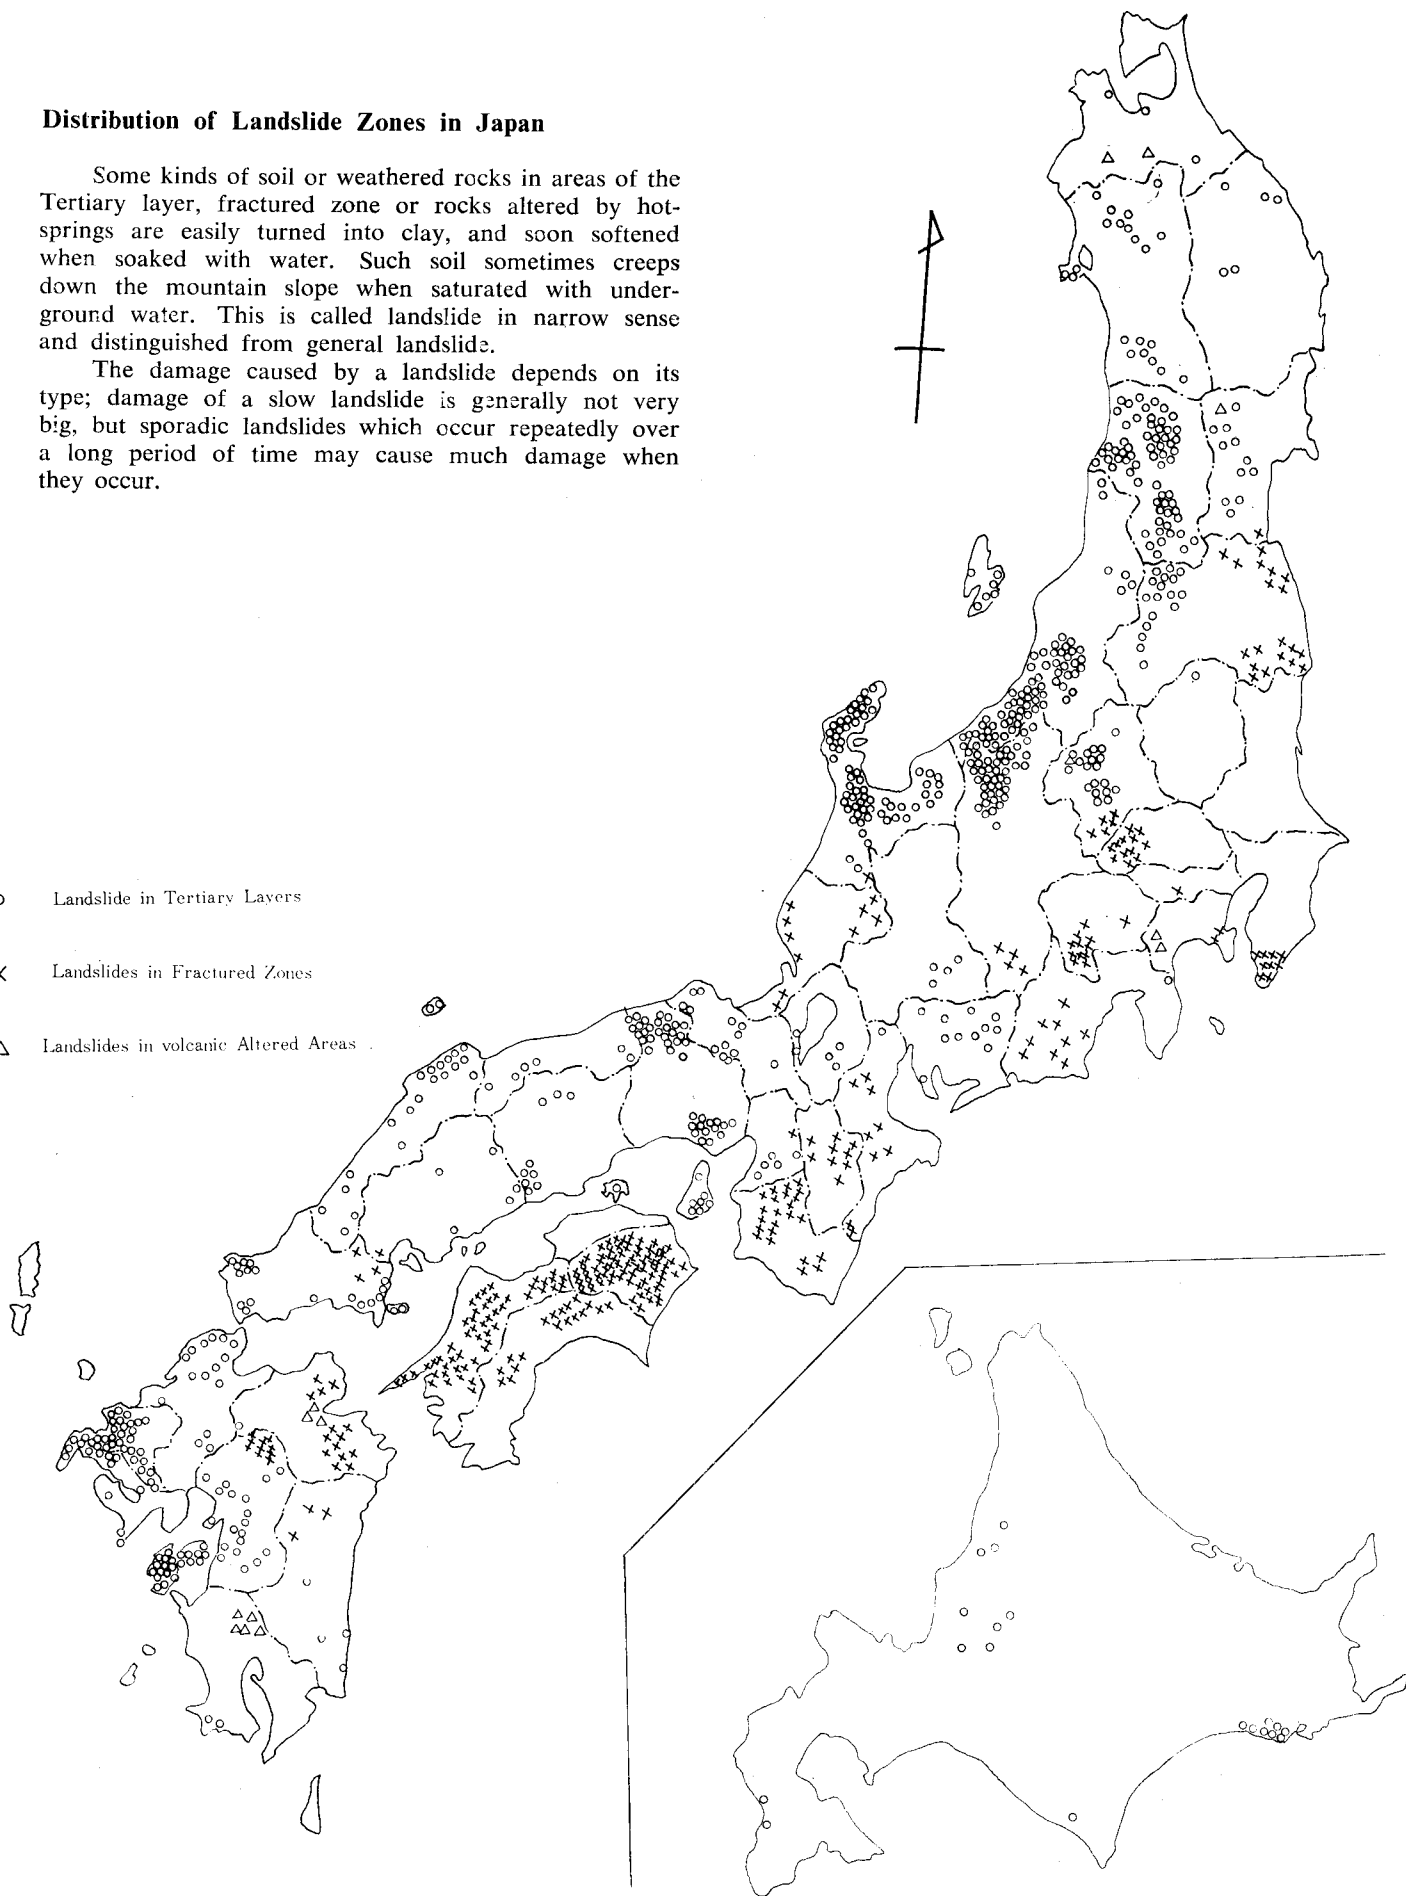 Distribution of Landslide Zones in Japan
Some kinds of soil or weathered rocks in areas of the
Tertiary layer, fractured zone or rocks altered by hot-
springs are easily turned into clay, and soon softened
when soaked with water. Such soil sometimes creeps
down the mountain slope when saturated with under-
ground water. This is called landslide in narrow sense
and distinguished from general landslide.
The damage caused by a landslide depends on its
type; damage of a slow landslide is generally not very
big, but sporadic landslides which occur repeatedly over
a long period of time may cause much damage when
they occur.
Landslide in Tertiary Layers
Landslides in Fractured Zones
Landslides in volcanic Altered Areas